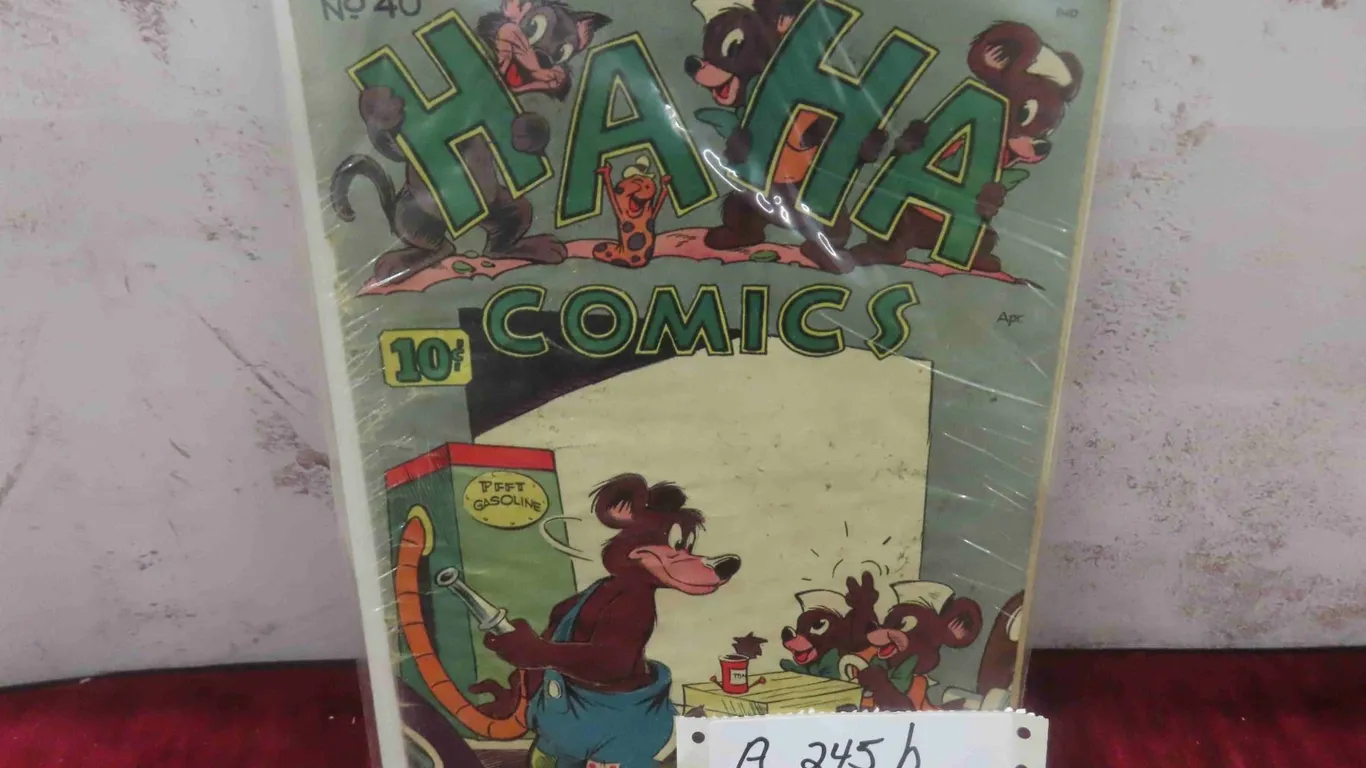 No 40
HA HA
COMICS
Apr.
10¢
PFFT
GASOLINE
A 245 h